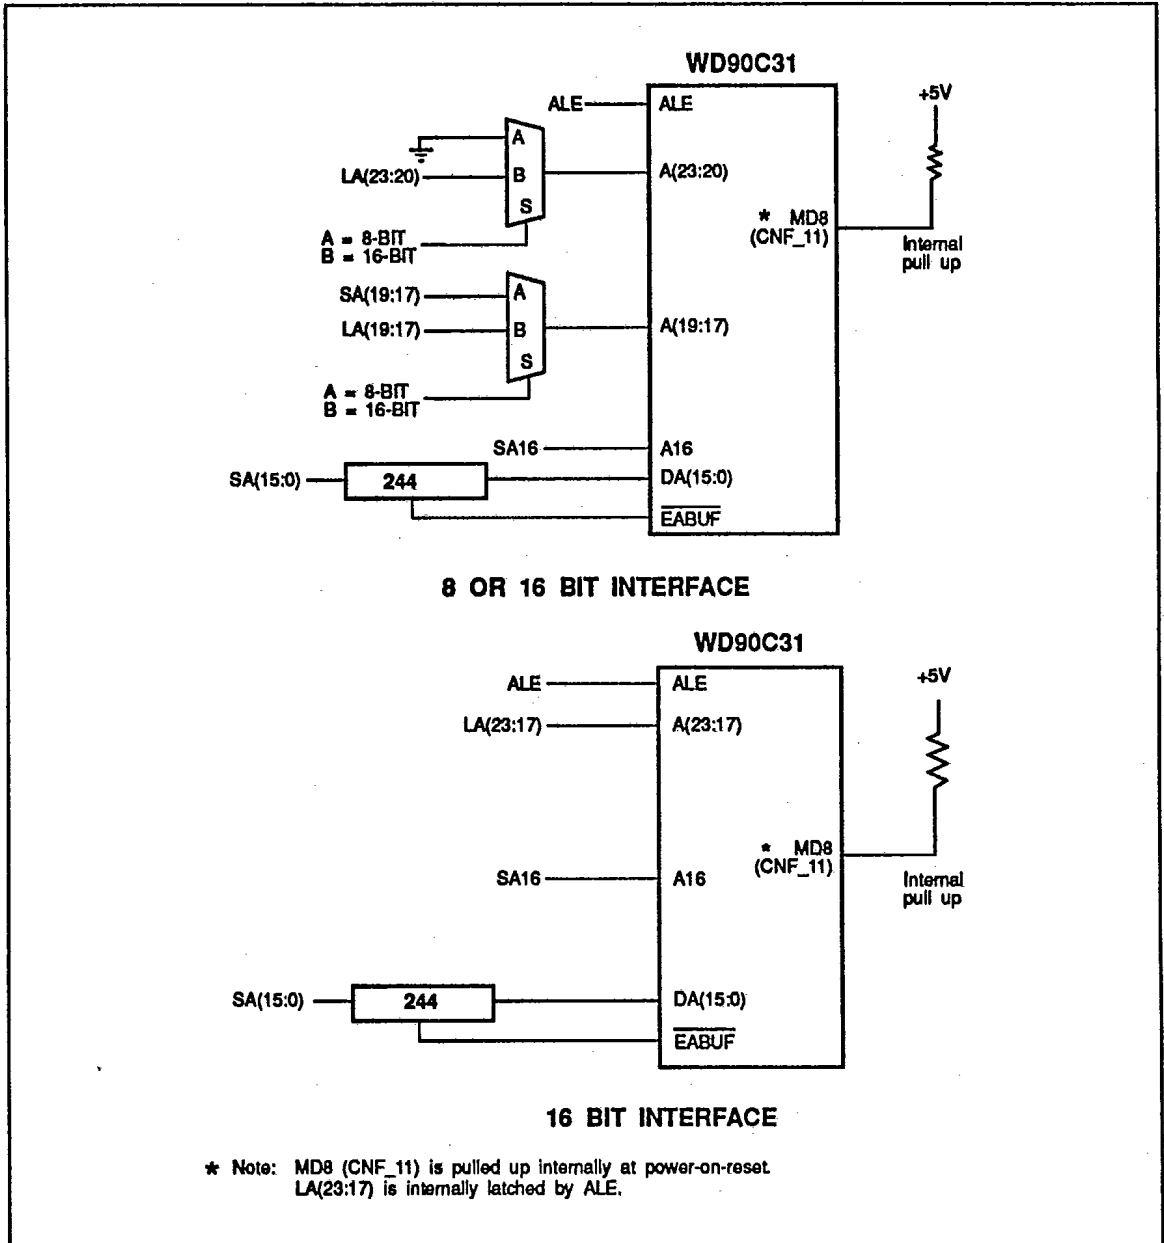 WD90C31
ALE
ALE
+5V
A
LA(23:20)
B
A(23:20)
S
* MD8
(CNF_11)
A = 8-BIT
B = 16-BIT
Internal
pull up
SA(19:17)
A
LA(19:17)
B
A(19:17)
S
A = 8-BIT
B = 16-BIT
SA16
A16
SA(15:0)
244
DA(15:0)
EABUF
8 OR 16 BIT INTERFACE
WD90C31
ALE
ALE
+5V
LA(23:17)
A(23:17)
* MD8
(CNF_11)
SA16
A16
Internal
pull up
SA(15:0)
244
DA(15:0)
EABUF
16 BIT INTERFACE
* Note: MD8 (CNF_11) is pulled up internally at power-on-reset.
LA(23:17) is internally latched by ALE.